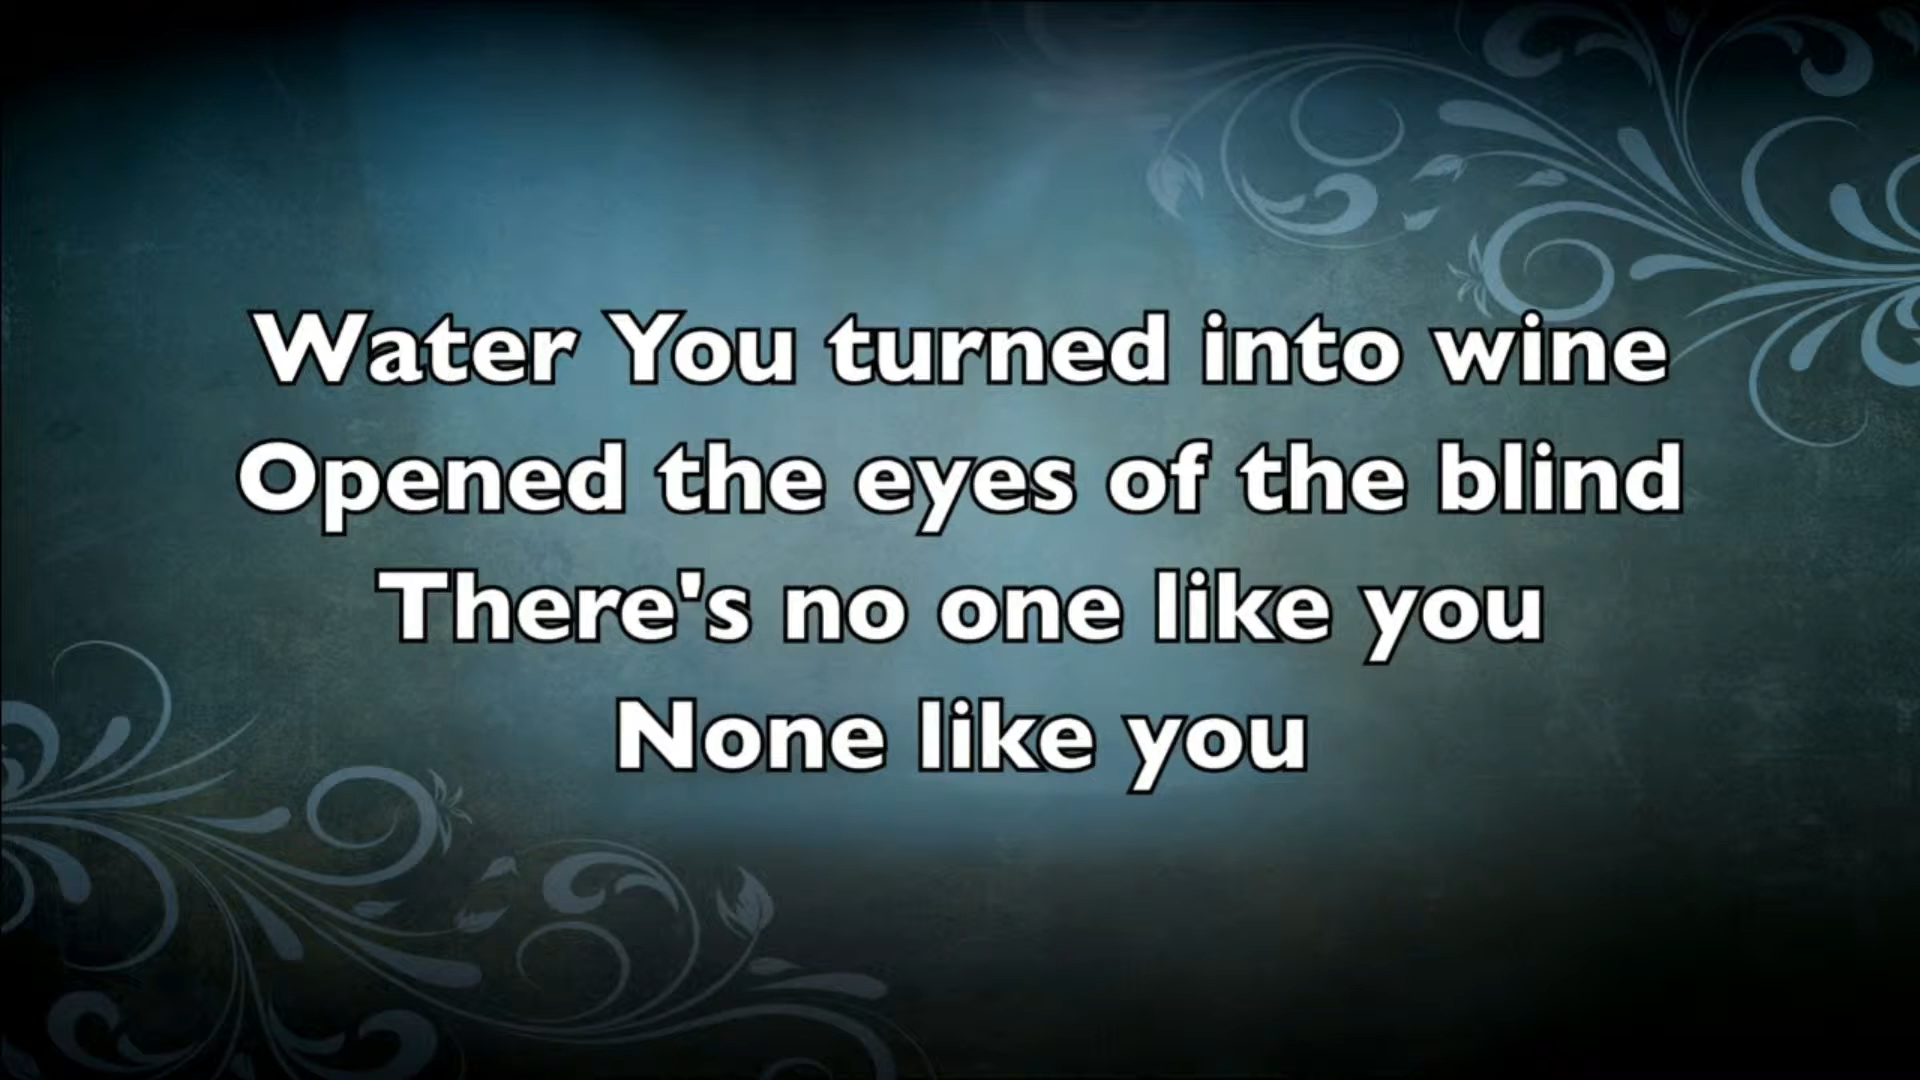 Water You turned into wine
Opened the eyes of the blind
There's no one like you
None like you